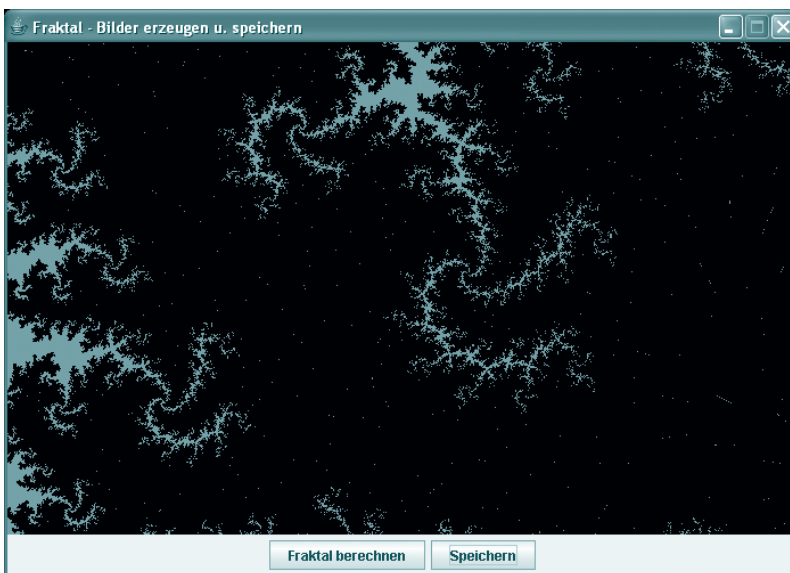 Fraktal - Bilder erzeugen u. speichern
Fraktal berechnen
Speichern